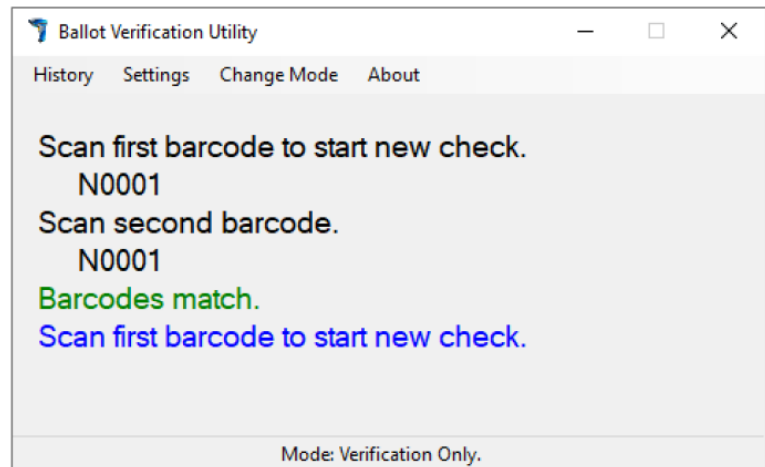 Ballot Verification Utility
History Settings Change Mode About
Scan first barcode to start new check.
N0001
Scan second barcode.
N0001
Barcodes match.
Scan first barcode to start new check.
Mode: Verification Only.